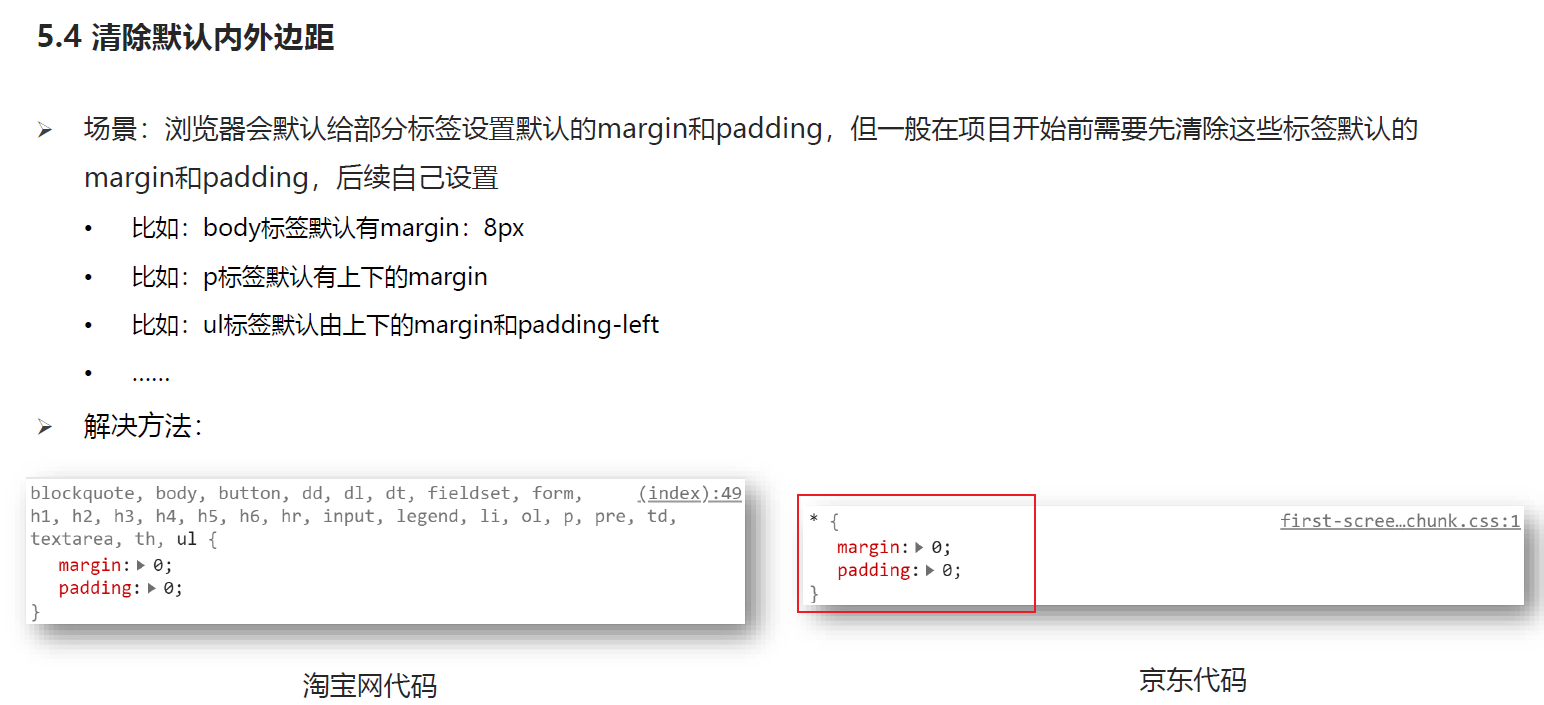 5.4 清除默认内外边距
➢ 场景：浏览器会默认给部分标签设置默认的margin和padding，但一般在项目开始前需要先清除这些标签默认的
margin和padding，后续自己设置
• 比如：body标签默认有margin：8px
• 比如：p标签默认有上下的margin
• 比如：ul标签默认由上下的margin和padding-left
• ......
➢ 解决方法：
blockquote, body, button, dd, dl, dt, fieldset, form, (index):49
h1, h2, h3, h4, h5, h6, hr, input, legend, li, ol, p, pre, td,
textarea, th, ul {
margin:▶ 0;
padding:▶ 0;
}
* { first-scree…chunk.css:1
margin:▶ 0;
padding:▶ 0;
}
淘宝网代码
京东代码